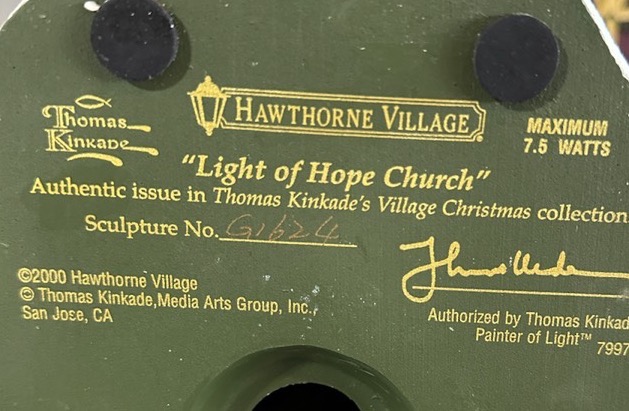 Thomas
Kinkade
HAWTHORNE VILLAGE
MAXIMUM
7.5 WATTS
"Light of Hope Church"
Authentic issue in Thomas Kinkade's Village Christmas collection
Sculpture No. G1624
©2000 Hawthorne Village
© Thomas Kinkade,Media Arts Group, Inc.,
San Jose, CA
Authorized by Thomas Kinkad
Painter of Light™
7997